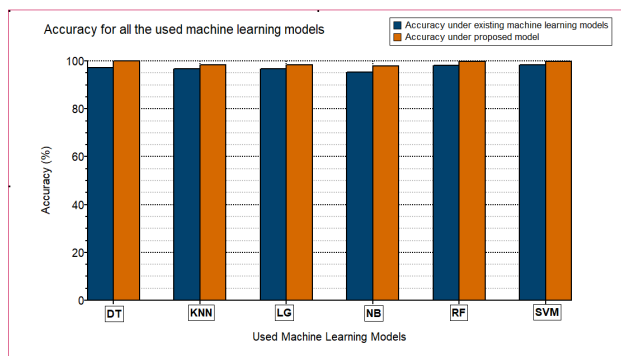 Accuracy for all the used machine learning models
Accuracy under existing machine learning models
Accuracy under proposed model
Accuracy (%)
100
80
60
40
20
0
DT KNN LG NB RF SVM
Used Machine Learning Models